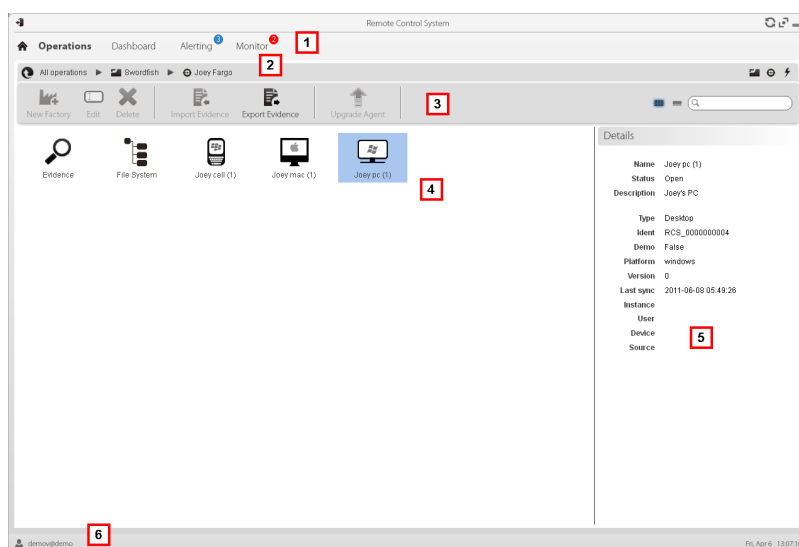 Remote Control System
Operations Dashboard Alerting 3 Monitor 2 1
All operations Swordfish Joey Fargo 2
New Factory Edit Delete Import Evidence Export Evidence Upgrade Agent 3
Details
Evidence File System Joey cell (1) Joey mac (1) Joey pc (1)
4
Name Joey pc (1)
Status Open
Description Joey's PC
Type Desktop
Ident RCS_0000000004
Demo False
Platform windows
Version 0
Last sync 2011-06-08 05:49:26
Instance
User
Device
Source
5
6
demov@demo Fri, Apr 6 13:07:1